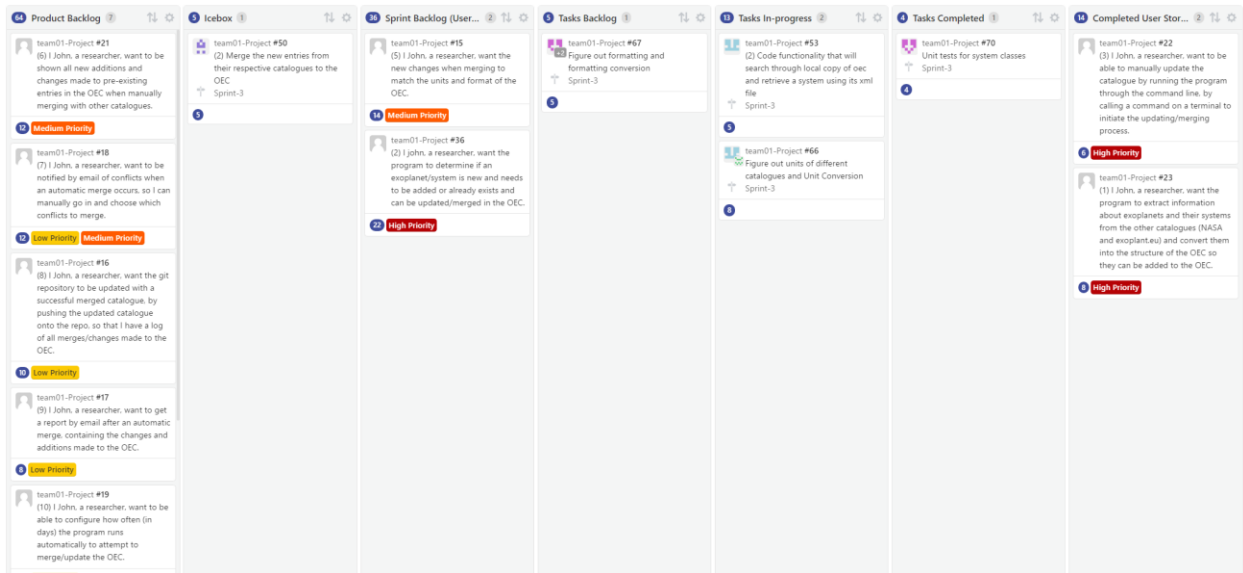 64 Product Backlog 7
team01-Project #21
(6) I John, a researcher, want to be
shown all new additions and
changes made to pre-existing
entries in the OEC when manually
merging with other catalogues.
12 Medium Priority
team01-Project #18
(7) I John, a researcher, want to be
notified by email of conflicts when
an automatic merge occurs, so I can
manually go in and choose which
conflicts to merge.
12 Low Priority Medium Priority
team01-Project #16
(8) I John, a researcher, want the git
repository to be updated with a
successful merged catalogue, by
pushing the updated catalogue
onto the repo, so that I have a log
of all merges/changes made to the
OEC.
10 Low Priority
team01-Project #17
(9) I John, a researcher, want to get
a report by email after an automatic
merge, containing the changes and
additions made to the OEC.
8 Low Priority
team01-Project #19
(10) I John, a researcher, want to be
able to configure how often (in
days) the program runs
automatically to attempt to
merge/update the OEC.
5 Icebox 1
team01-Project #50
(2) Merge the new entries from
their respective catalogues to the
OEC
Sprint-3
5
36 Sprint Backlog (User... 2
team01-Project #15
(5) I John, a researcher, want the
new changes when merging to
match the units and format of the
OEC.
14 Medium Priority
team01-Project #36
(2) I john, a researcher, want the
program to determine if an
exoplanet/system is new and needs
to be added or already exists and
can be updated/merged in the OEC.
22 High Priority
5 Tasks Backlog 1
team01-Project #67
Figure out formatting and
formatting conversion
Sprint-3
5
13 Tasks In-progress 2
team01-Project #53
(2) Code functionality that will
search through local copy of oec
and retrieve a system using its xml
file
Sprint-3
5
team01-Project #66
Figure out units of different
catalogues and Unit Conversion
Sprint-3
8
4 Tasks Completed 1
team01-Project #70
Unit tests for system classes
Sprint-3
4
14 Completed User Stor... 2
team01-Project #22
(3) I John, a researcher, want to be
able to manually update the
catalogue by running the program
through the command line, by
calling a command on a terminal to
initiate the updating/merging
process.
6 High Priority
team01-Project #23
(1) I John, a researcher, want the
program to extract information
about exoplanets and their systems
from the other catalogues (NASA
and exoplant.eu) and convert them
into the structure of the OEC so
they can be added to the OEC.
8 High Priority